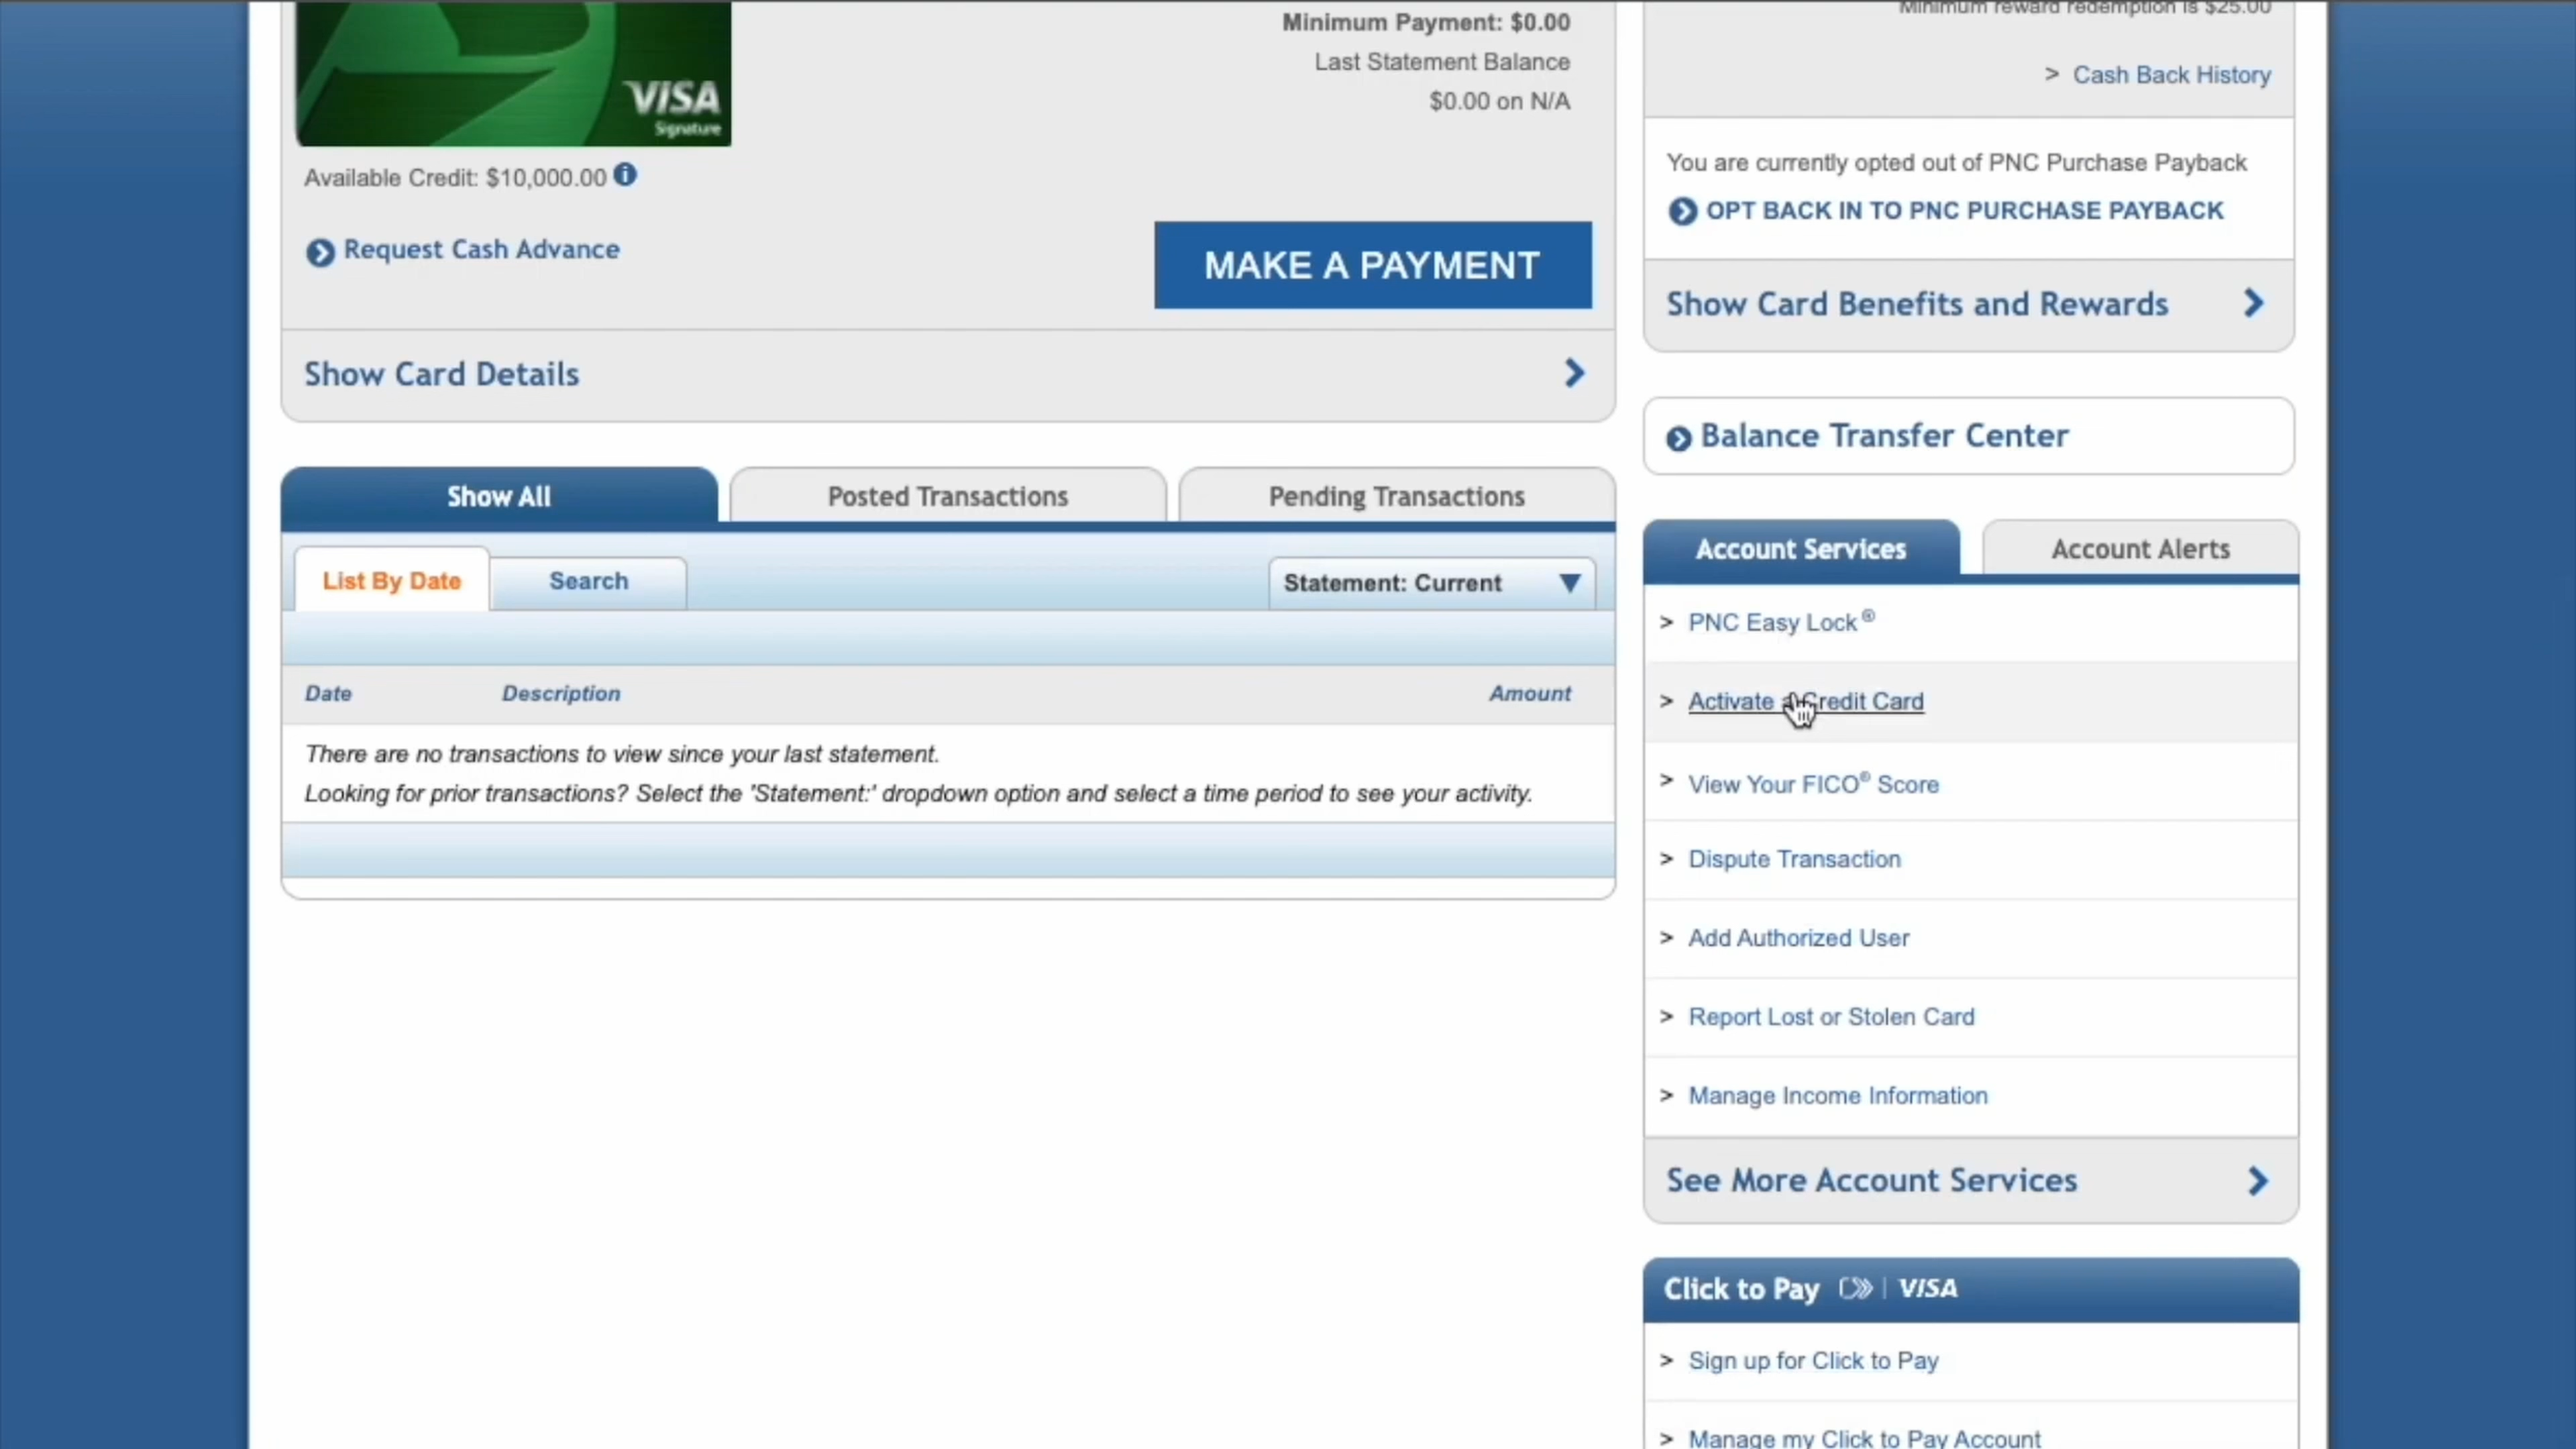 VISA
Signature
Minimum Payment: $0.00
Last Statement Balance
$0.00 on N/A
Available Credit: $10,000.00
Request Cash Advance
MAKE A PAYMENT
Show Card Details
Show All
Posted Transactions
Pending Transactions
List By Date
Search
Statement: Current
Date
Description
Amount
There are no transactions to view since your last statement.
Looking for prior transactions? Select the 'Statement:' dropdown option and select a time period to see your activity.
Minimum reward redemption is $25.00
> Cash Back History
You are currently opted out of PNC Purchase Payback
OPT BACK IN TO PNC PURCHASE PAYBACK
Show Card Benefits and Rewards
Balance Transfer Center
Account Services
Account Alerts
> PNC Easy Lock®
> Activate a Credit Card
> View Your FICO® Score
> Dispute Transaction
> Add Authorized User
> Report Lost or Stolen Card
> Manage Income Information
See More Account Services
Click to Pay | VISA
> Sign up for Click to Pay
> Manage my Click to Pay Account